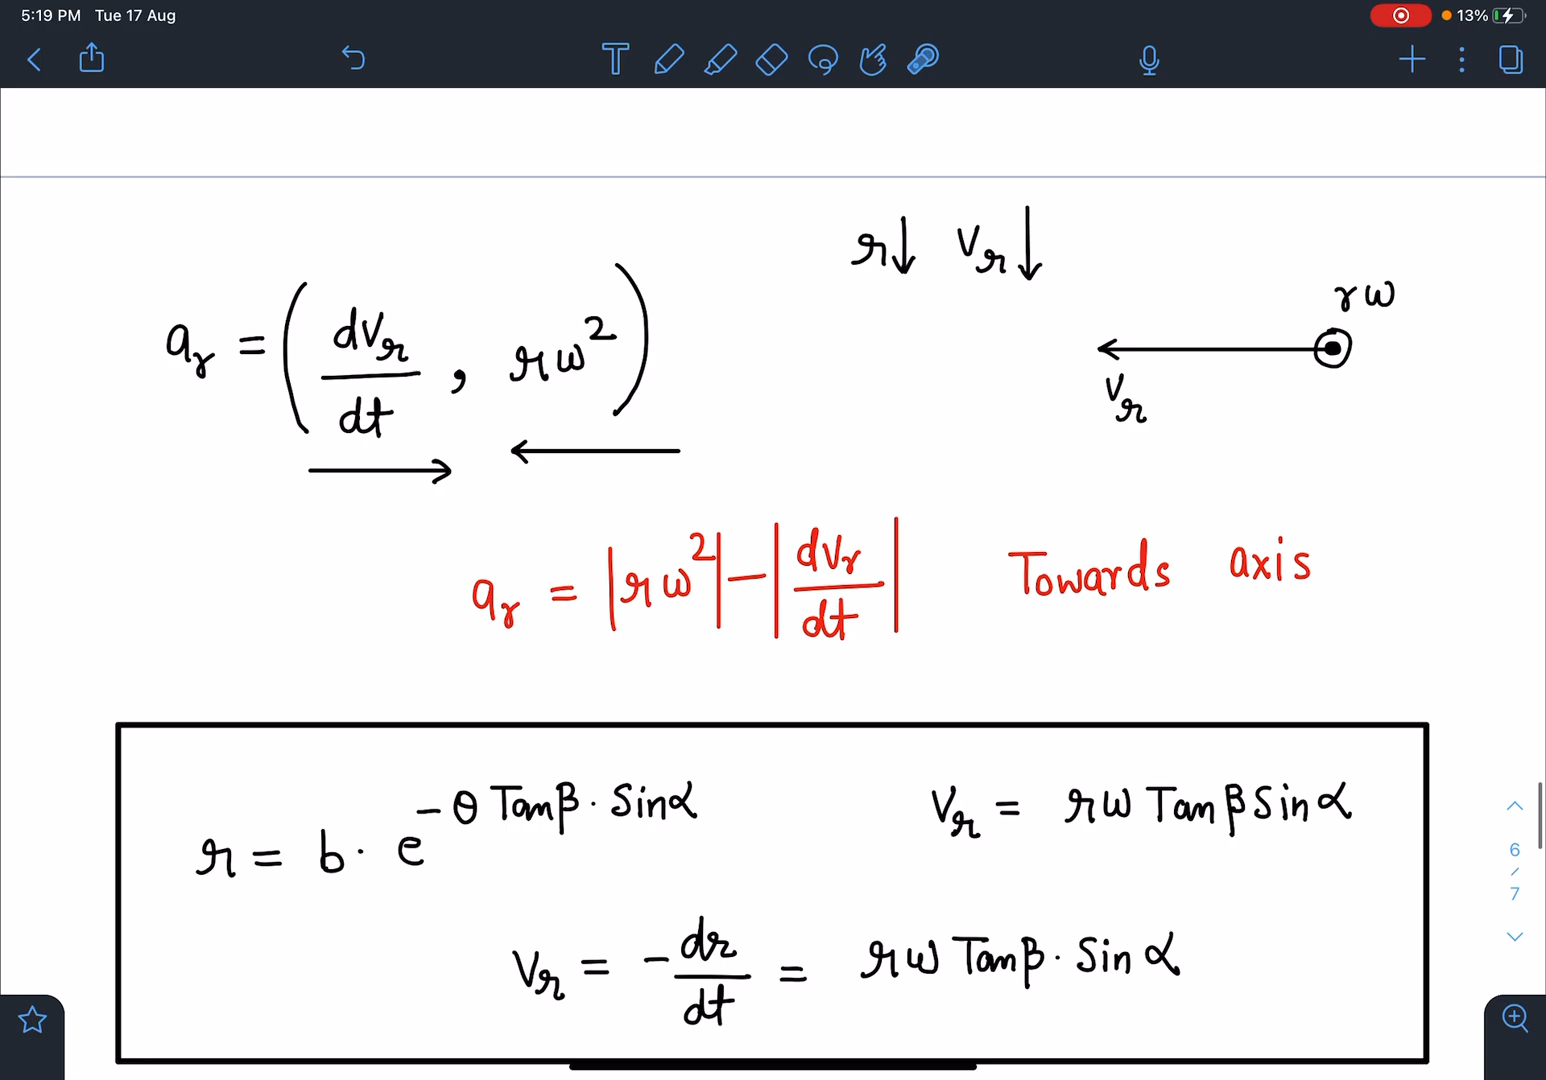 5:19 PM Tue 17 Aug
13%
r↓ Vr↓
rω
ar = ( dVr/dt , rω² )
Vr
ar = |rω²| − |dVr/dt| Towards axis
r = b · e^(−θ Tanβ · Sinα)
Vr = rω Tanβ Sinα
Vr = −dr/dt = rω Tanβ · Sinα
6
/
7